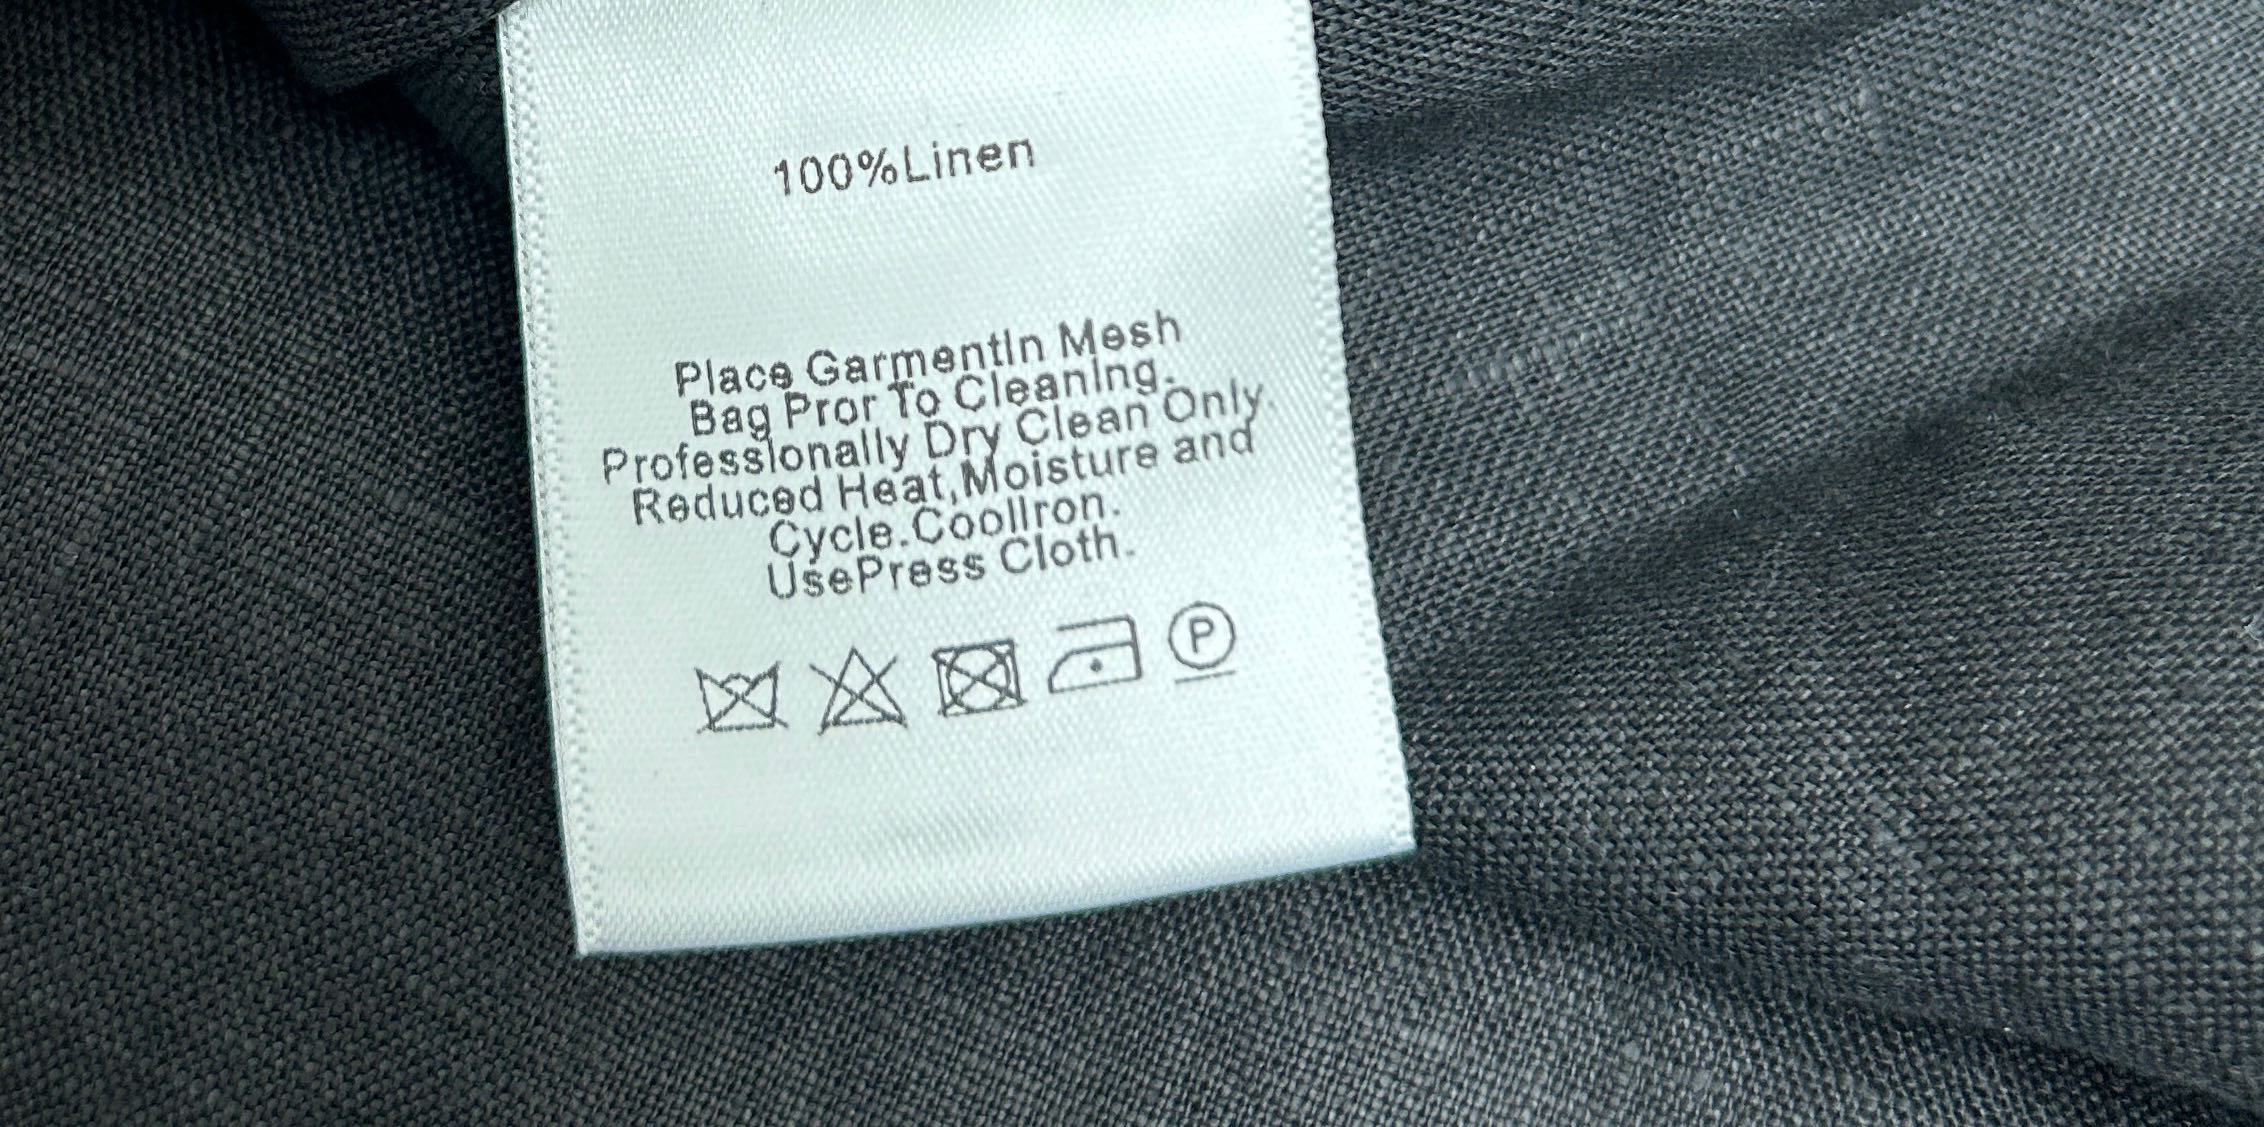 100%Linen
Place GarmentIn Mesh
Bag Pror To Cleaning.
Professionally Dry Clean Only.
Reduced Heat,Moisture and
Cycle.CoolIron.
UsePress Cloth.
P